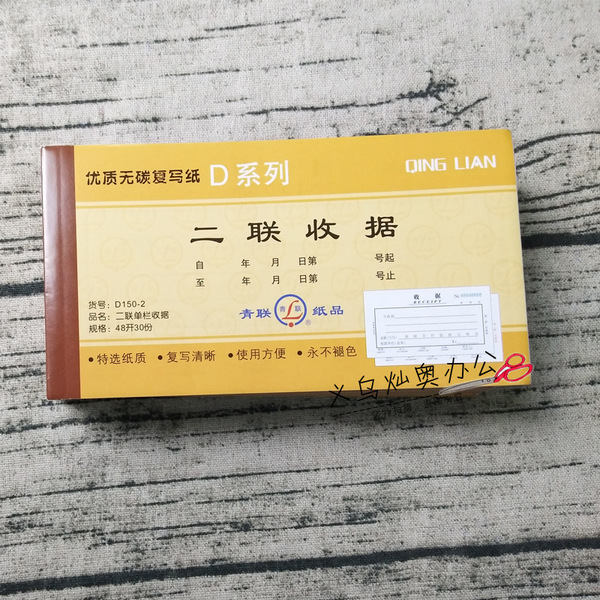 优质无碳复写纸 D系列
QING LIAN
二联收据
自 年 月 日第 号起
至 年 月 日第 号止
货号：D150-2
品名：二联单栏收据
规格：48开30份
青联 青联 ® 纸品
•特选纸质 •复写清晰 •使用方便 •永不褪色
收据
RECEIPT
义乌灿奥办公